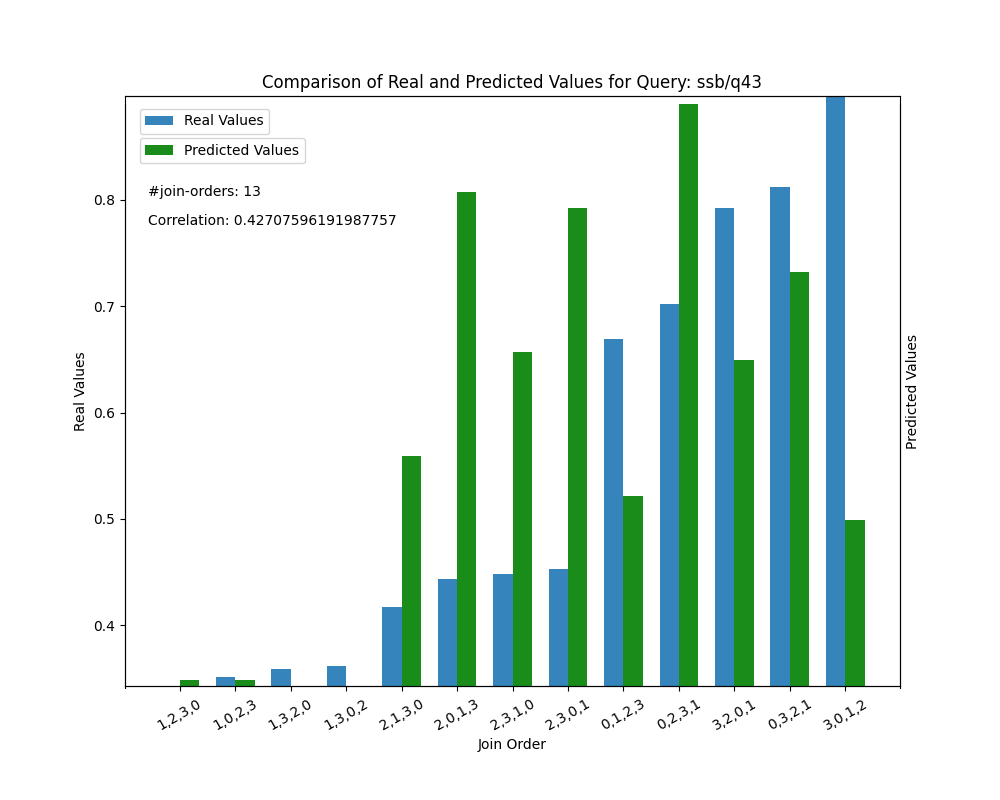 Comparison of Real and Predicted Values for Query: ssb/q43
Real Values
Predicted Values
#join-orders: 13
Correlation: 0.42707596191987757
0.8
0.7
0.6
0.5
0.4
Real Values
Predicted Values
1,2,3,0
1,0,2,3
1,3,2,0
1,3,0,2
2,1,3,0
2,0,1,3
2,3,1,0
2,3,0,1
0,1,2,3
0,2,3,1
3,2,0,1
0,3,2,1
3,0,1,2
Join Order